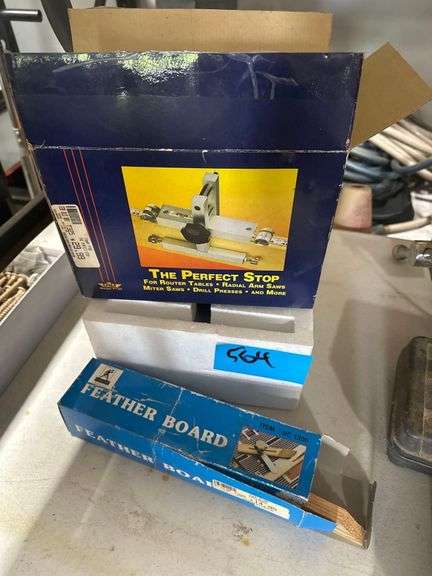 THE PERFECT STOP
FOR ROUTER TABLES • RADIAL ARM SAWS
MITER SAWS • DRILL PRESSES • AND MORE
564
FEATHER BOARD
FEATHER BOARD